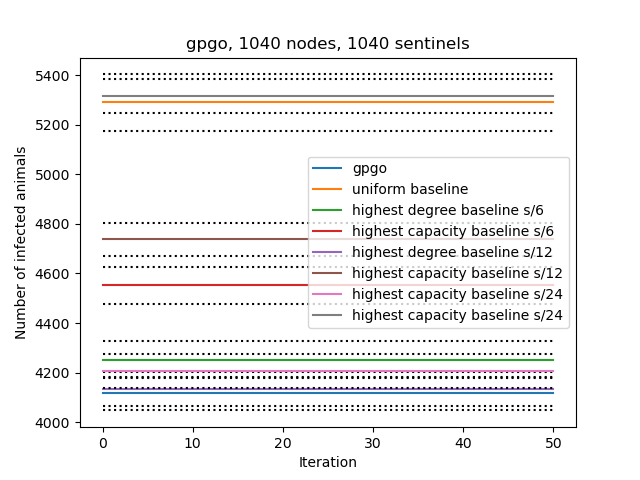 gpgo, 1040 nodes, 1040 sentinels
5400
5200
5000
4800
4600
4400
4200
4000
Number of infected animals
gpgo
uniform baseline
highest degree baseline s/6
highest capacity baseline s/6
highest degree baseline s/12
highest capacity baseline s/12
highest capacity baseline s/24
highest capacity baseline s/24
0 10 20 30 40 50
Iteration